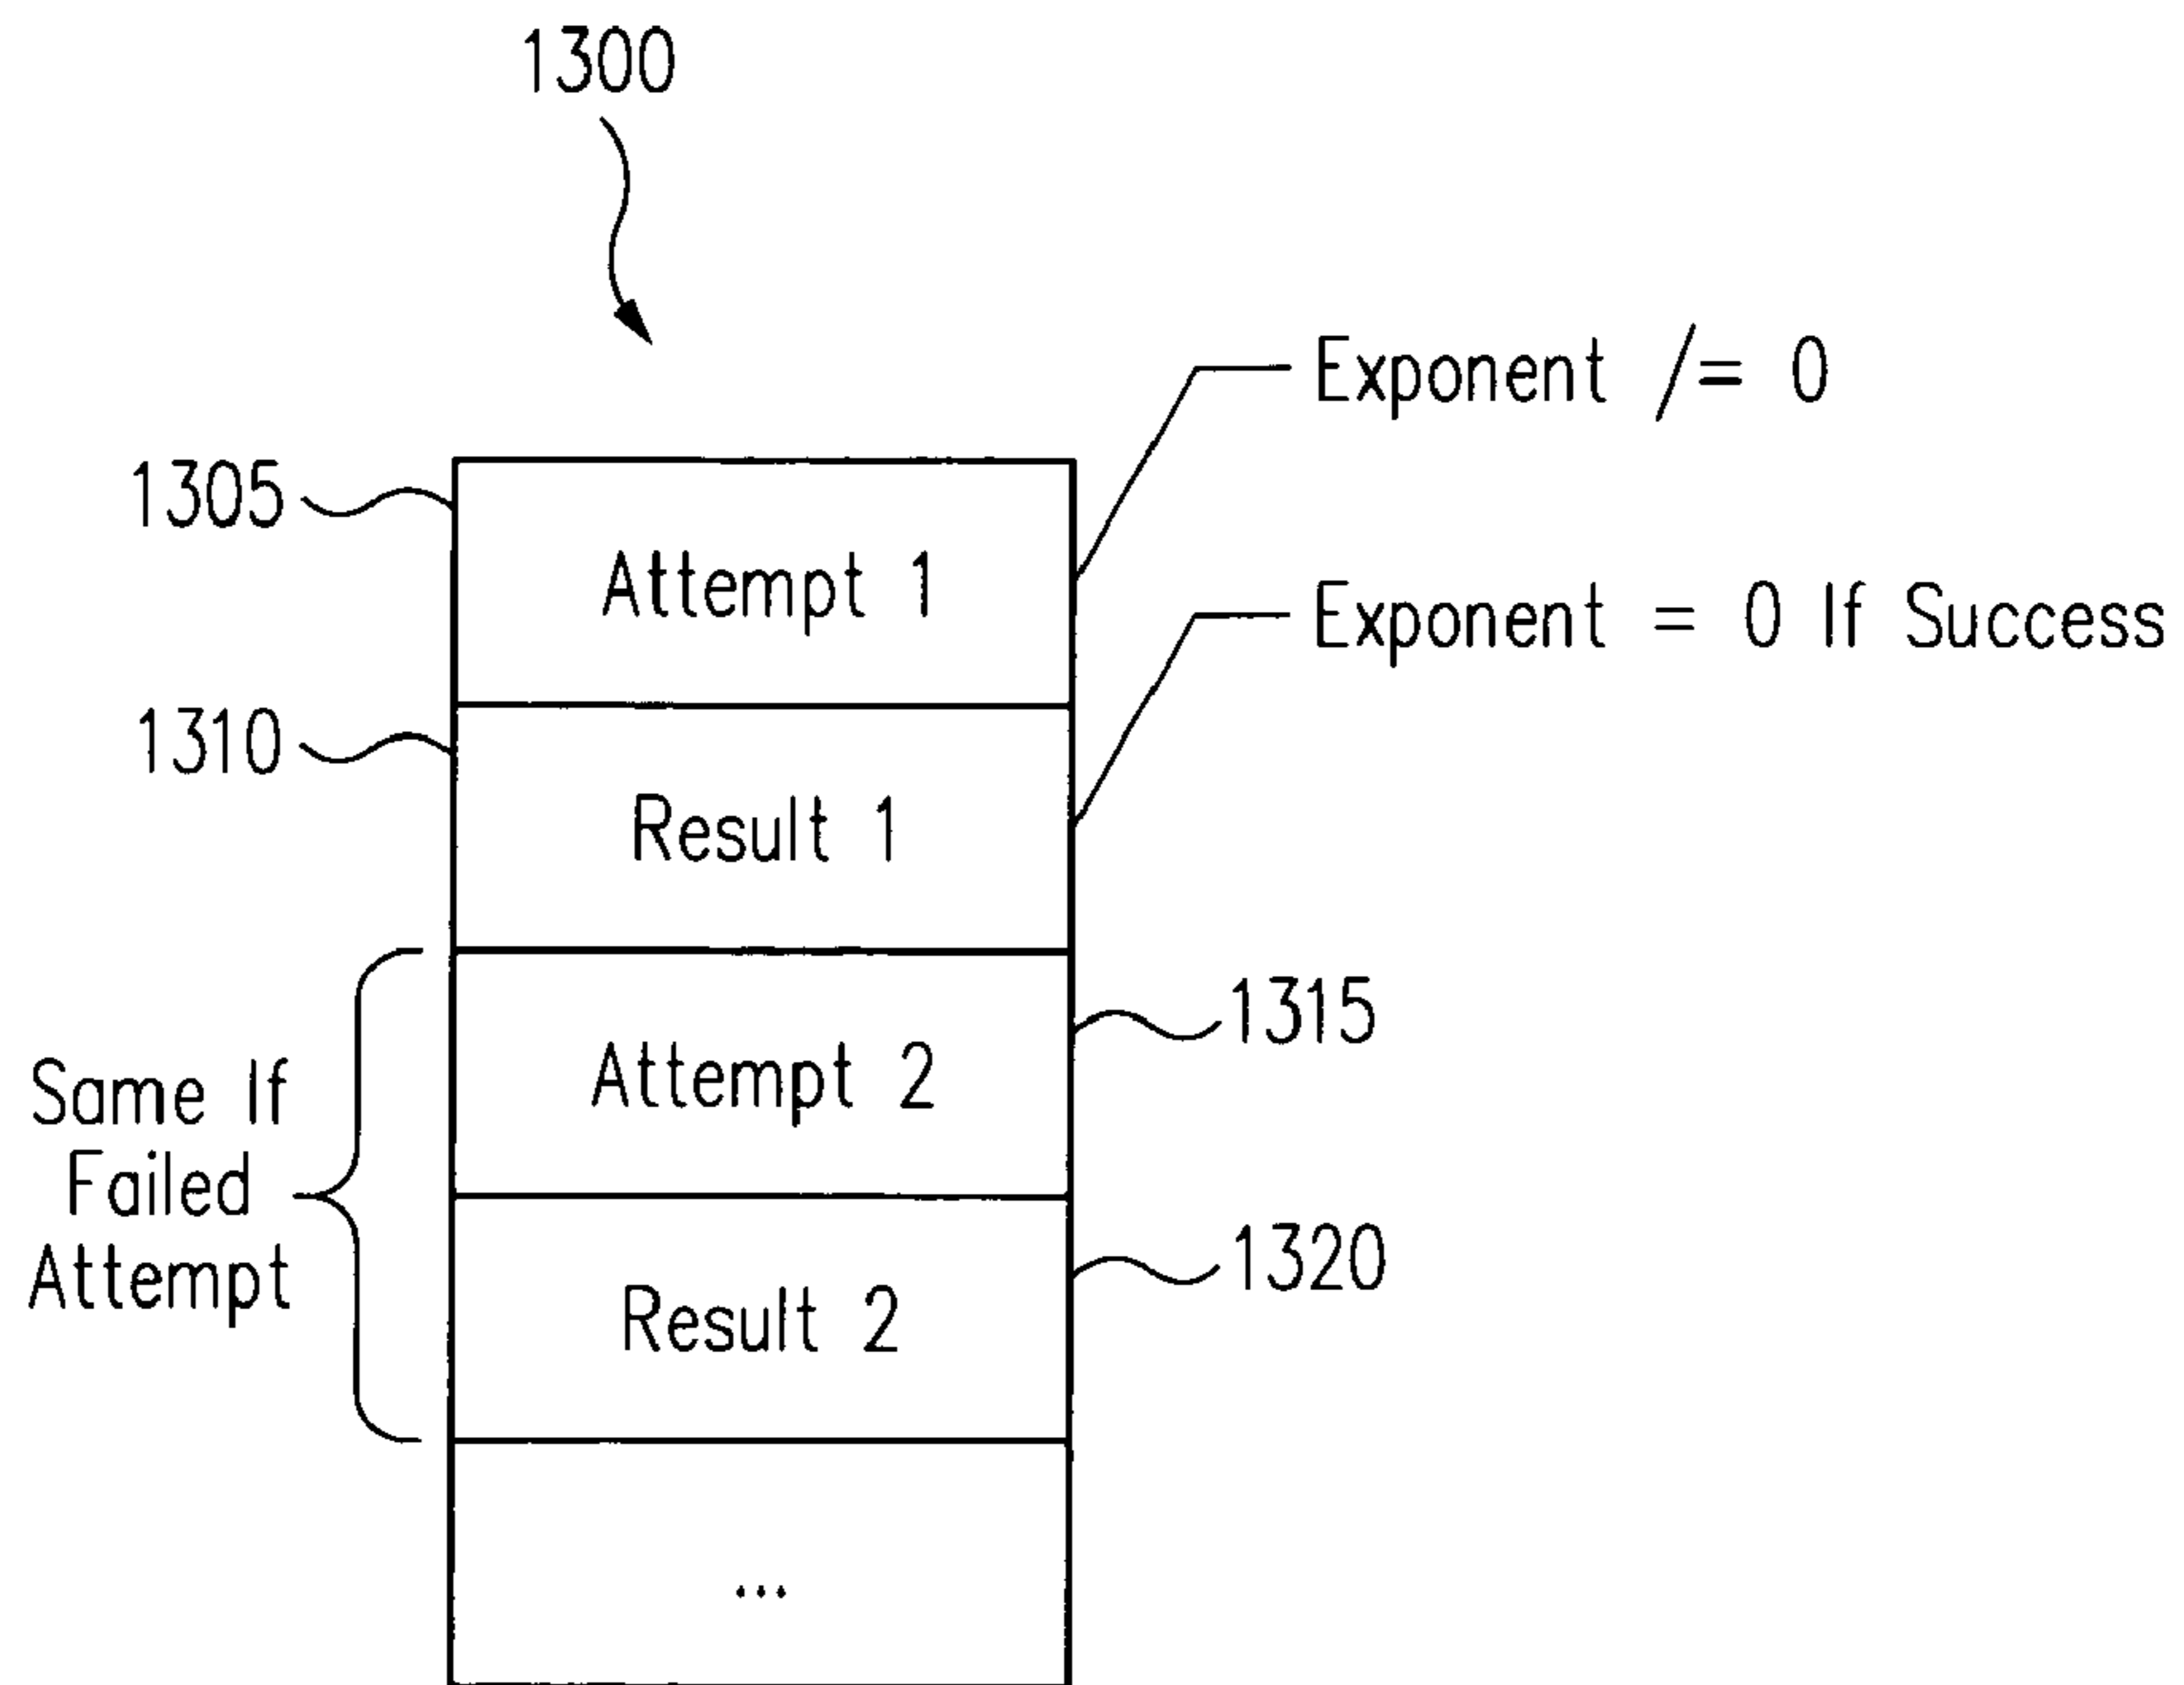 1300
Exponent /= 0
1305
Attempt 1
Exponent = 0 If Success
1310
Result 1
1315
Attempt 2
Same If
Failed
Attempt
1320
Result 2
...